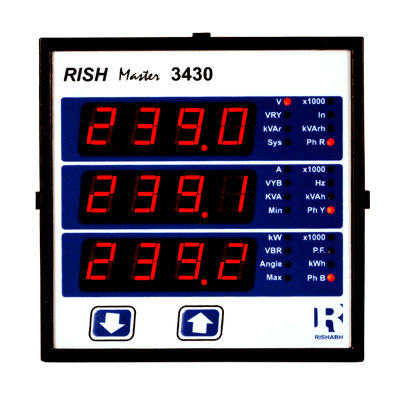 RISH Master 3430
239.0
V x1000
VRY In
kVAr kVArh
Sys Ph R
239.1
A x1000
VYB Hz
KVA kVAh
Min Ph Y
239.2
kW x1000
VBR P.F.
Angle kWh
Max Ph B
RISHABH